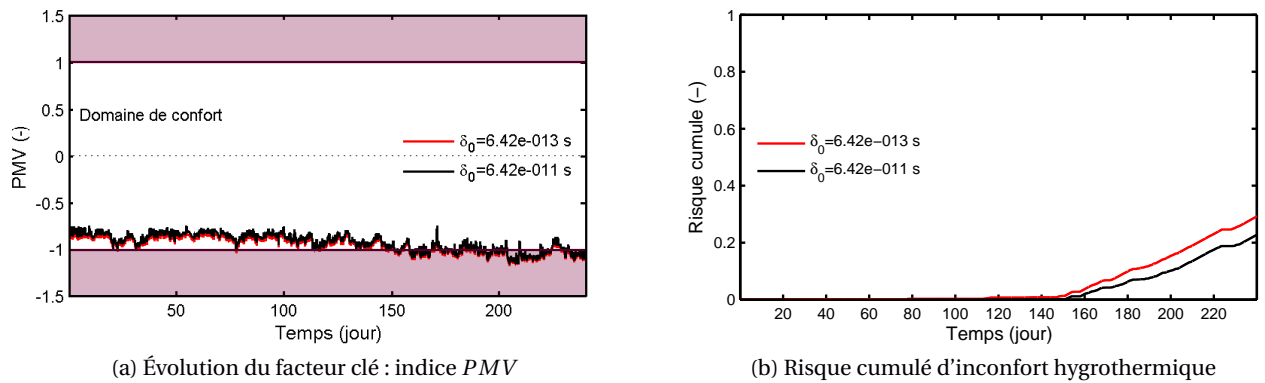 1.5
1
0.5
0
-0.5
-1
-1.5
PMV (-)
Domaine de confort
δ0=6.42e-013 s
δ0=6.42e-011 s
50
100
150
200
Temps (jour)
(a) Évolution du facteur clé : indice PMV
1
0.8
0.6
0.4
0.2
0
Risque cumule (−)
δ0=6.42e−013 s
δ0=6.42e−011 s
20
40
60
80
100
120
140
160
180
200
220
Temps (jour)
(b) Risque cumulé d'inconfort hygrothermique